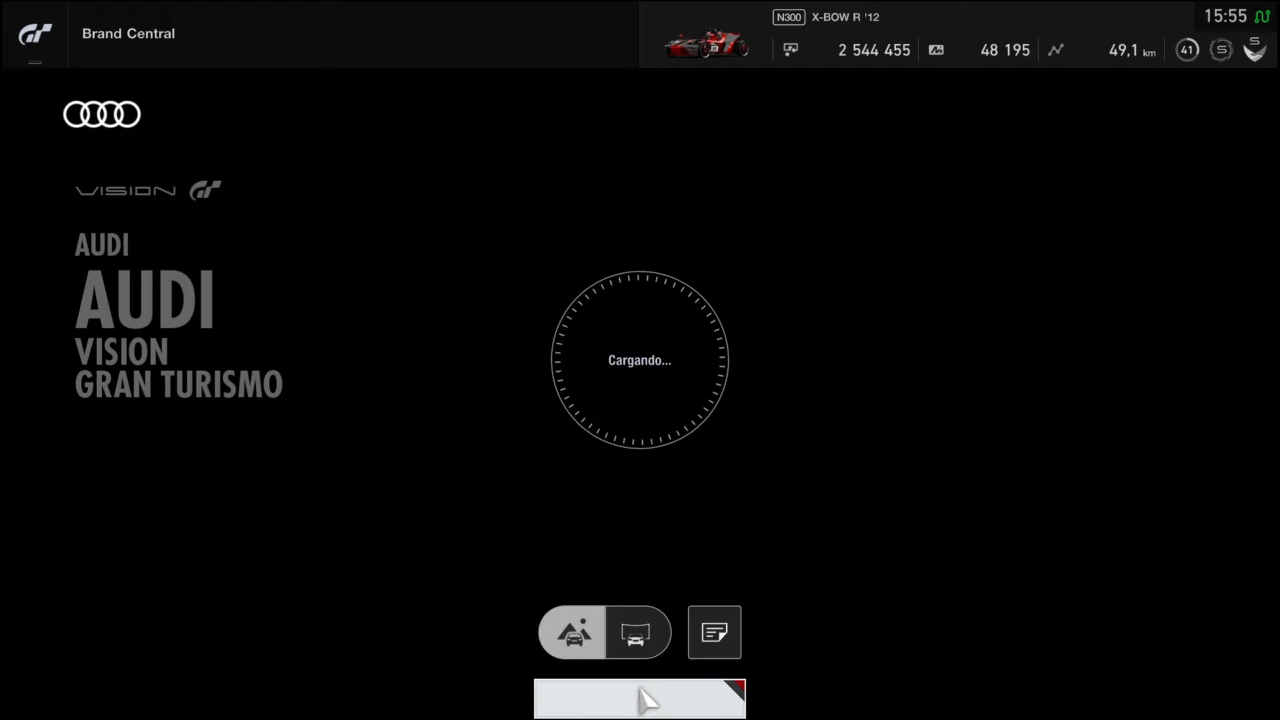 Brand Central
N300 X-BOW R '12
15:55
2 544 455
48 195
49,1 km
41
S
S
VISION GT
AUDI
AUDI
VISION
GRAN TURISMO
Cargando...